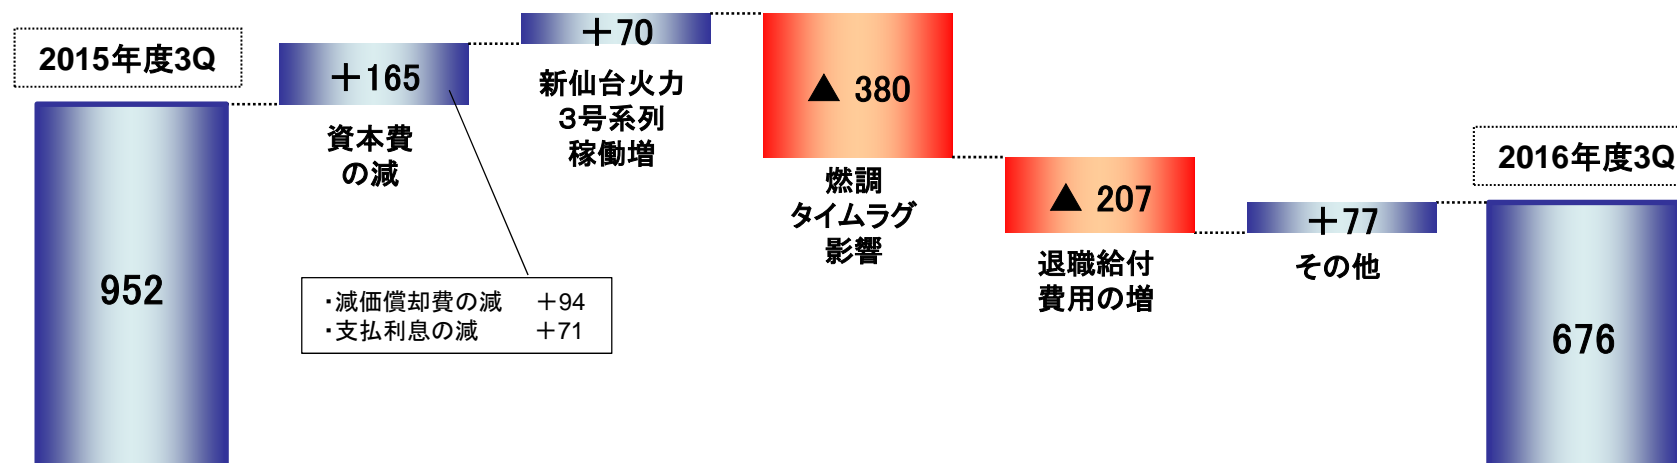 2015年度3Q
952
＋165
資本費
の減
・減価償却費の減　＋94
・支払利息の減　＋71
＋70
新仙台火力
３号系列
稼働増
▲ 380
燃調
タイムラグ
影響
▲ 207
退職給付
費用の増
＋77
その他
2016年度3Q
676